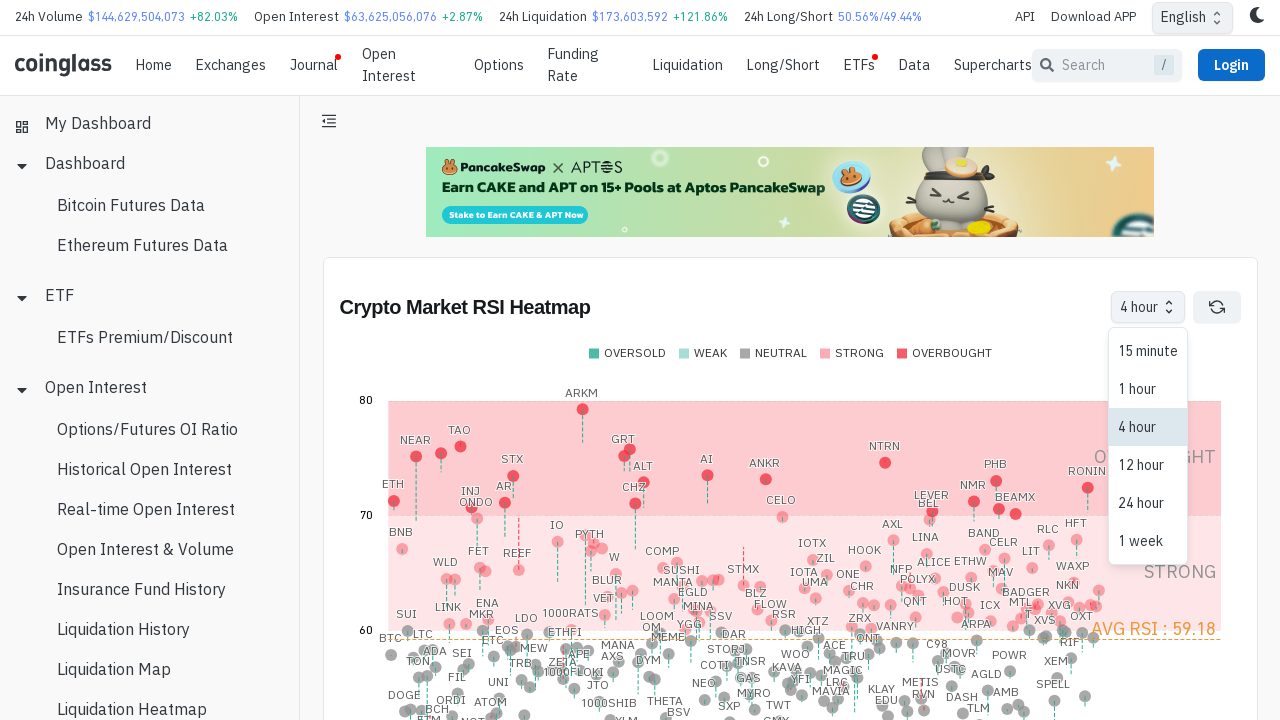 24h Volume $144,629,504,073 +82.03% Open Interest $63,625,056,076 +2.87% 24h Liquidation $173,603,592 +121.86% 24h Long/Short 50.56%/49.44% API Download APP English
coinglass Home Exchanges Journal Open Interest Options Funding Rate Liquidation Long/Short ETFs Data Supercharts Search / Login
My Dashboard
Dashboard
Bitcoin Futures Data
Ethereum Futures Data
ETF
ETFs Premium/Discount
Open Interest
Options/Futures OI Ratio
Historical Open Interest
Real-time Open Interest
Open Interest & Volume
Insurance Fund History
Liquidation History
Liquidation Map
Liquidation Heatmap
PancakeSwap X APTOS
Earn CAKE and APT on 15+ Pools at Aptos PancakeSwap
Stake to Earn CAKE & APT Now
Crypto Market RSI Heatmap
4 hour
15 minute
1 hour
4 hour
12 hour
24 hour
1 week
OVERSOLD WEAK NEUTRAL STRONG OVERBOUGHT
ARKM
80
TAO
NEAR GRT NTRN
STX AI ANKR ALT PHB RONIN
ETH AR CHZ NMR
INJ ONDO CELO LEVER BEL BEAMX
70
BNB IO PYTH AXL LINA BAND RLC HFT
FET REEF W COMP IOTX HOOK CELR LIT
WLD SUSHI STMX ZIL ALICE ETHW WAXP
BLUR MANTA IOTA UMA ONE NFP POLYX MAV NKN
VET EGLD BLZ CHR DUSK BADGER
STRONG
SUI LINK ENA MKR LDO 1000RATS LOOM MINA SSV FLOW RSR XTZ ZRX QNT HOT ICX MTL XVG OXT
60
AVG RSI : 59.18
BTC LTC ETC EOS ETHFI OM YGG MEME DAR HIGH ONT VANRY ARPA T XVS RIF
TON ADA SEI MEW MANA STORJ WOO ACE C98 MOVR POWR XEM
TRB ZETA APE AXS DYM COTI TNSR KAVA TRU USTC
DOGE FIL UNI 1000FLOKI JTO NEO GAS YFI MAGIC LRC METIS AGLD SPELL
ORDI ATOM 1000SHIB THETA MYRO MAVIA KLAY RVN DASH AMB
BCH BSV SXP TWT EDU TLM